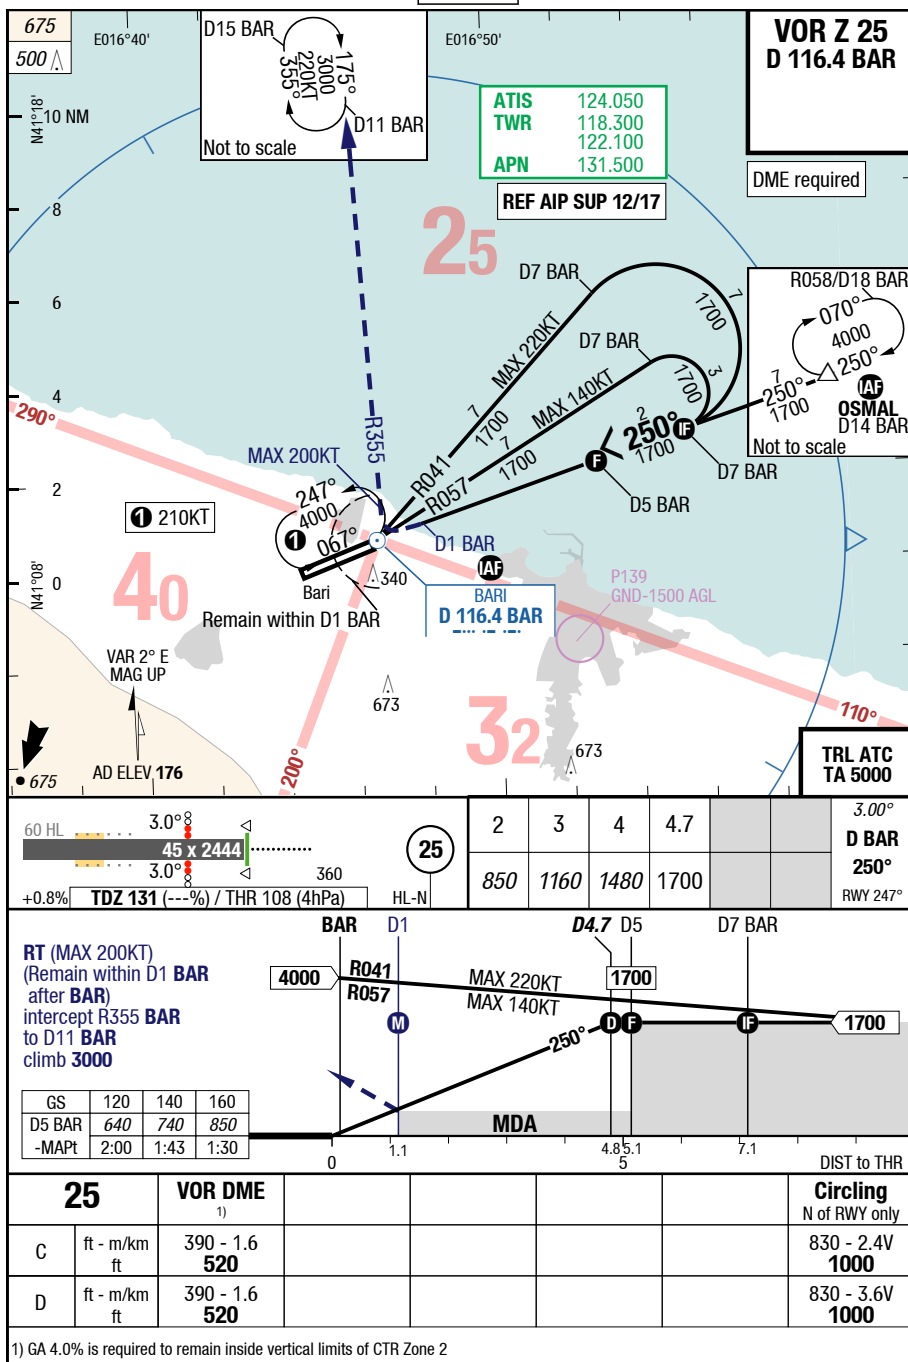 675
500
E016°40'
E016°50'
N41°18'
10 NM
8
6
4
2
0
N41°08'
D15 BAR
175°
3000
220KT
355°
D11 BAR
Not to scale
ATIS 124.050
TWR 118.300
122.100
APN 131.500
REF AIP SUP 12/17
VOR Z 25
D 116.4 BAR
DME required
25
D7 BAR
7
1700
MAX 220KT
D7 BAR
3
1700
MAX 140KT
R058/D18 BAR
070°
4000
250°
7
250°
1700
IAF
OSMAL
D14 BAR
Not to scale
290°
R355
MAX 200KT
R041
7
1700
R057
7
1700
2
250°
1700
IF
D7 BAR
F
D5 BAR
1 210KT
247°
4000
067°
1
D1 BAR
IAF
BARI
D 116.4 BAR
340
Bari
Remain within D1 BAR
P139
GND-1500 AGL
40
VAR 2° E
MAG UP
673
32
673
110°
200°
675
AD ELEV 176
TRL ATC
TA 5000
60 HL
3.0°
45 x 2444
3.0°
360
+0.8%
TDZ 131 (---%) / THR 108 (4hPa)
25
HL-N
2 3 4 4.7
850 1160 1480 1700
3.00°
D BAR
250°
RWY 247°
BAR D1 D4.7 D5 D7 BAR
RT (MAX 200KT)
(Remain within D1 BAR
after BAR)
intercept R355 BAR
to D11 BAR
climb 3000
4000
R041
R057
MAX 220KT
MAX 140KT
1700
M
D
F
IF
1700
250°
MDA
GS 120 140 160
D5 BAR 640 740 850
-MAPt 2:00 1:43 1:30
1.1 4.8 5.1 7.1
0 5 DIST to THR
25 VOR DME 1) Circling
N of RWY only
C ft - m/km 390 - 1.6 830 - 2.4V
ft 520 1000
D ft - m/km 390 - 1.6 830 - 3.6V
ft 520 1000
1) GA 4.0% is required to remain inside vertical limits of CTR Zone 2